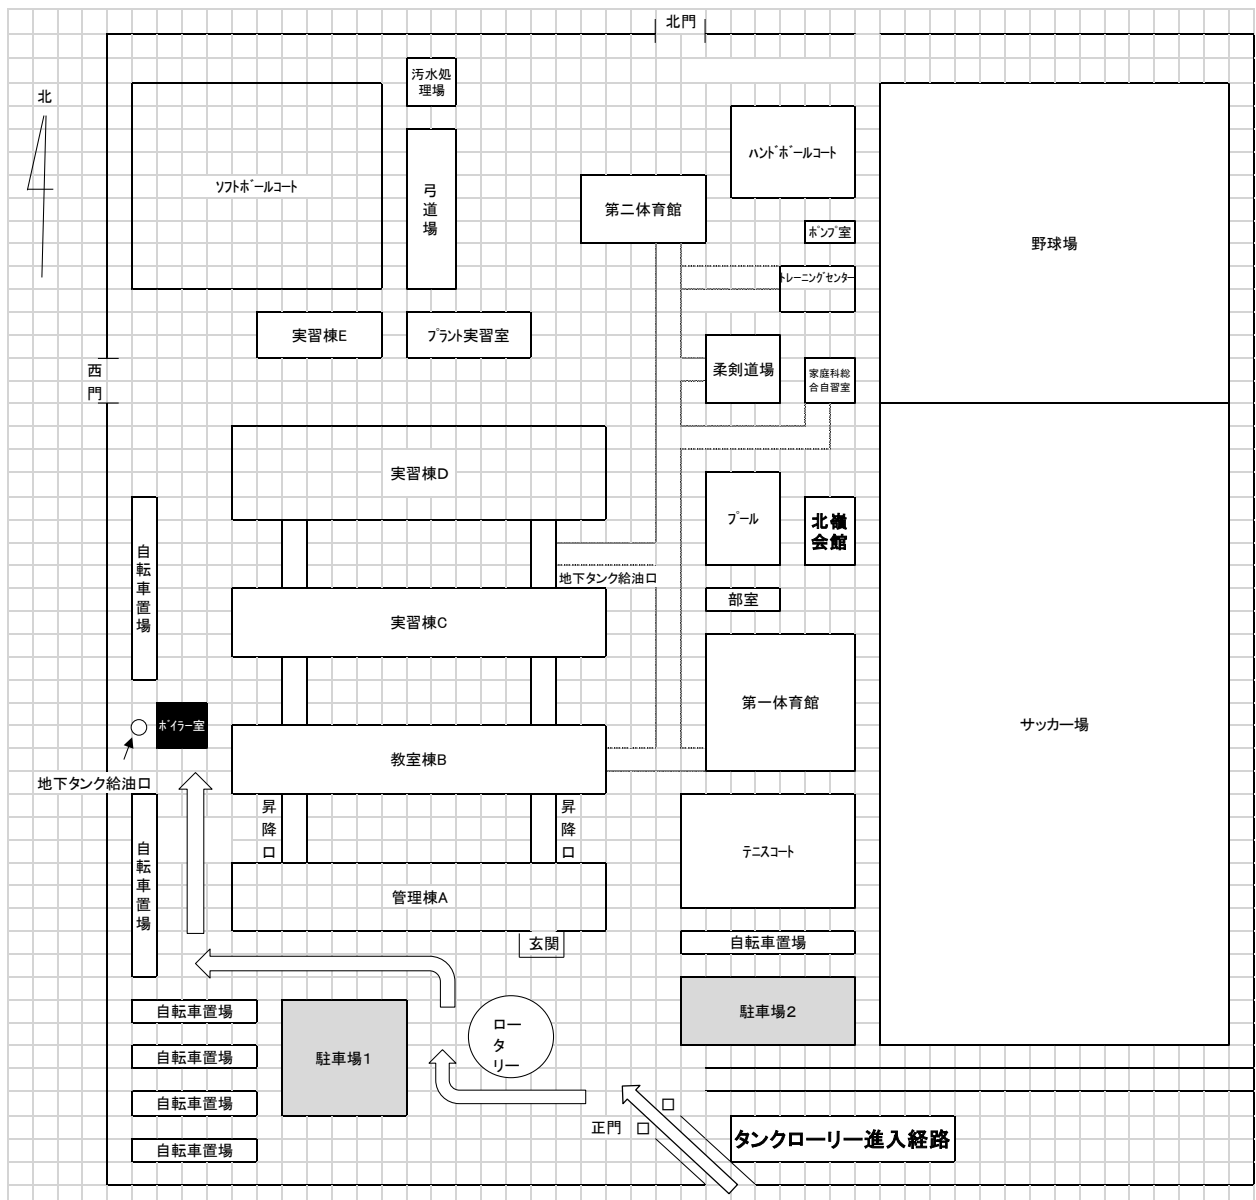 北門
汚水処
理場
北
ハンドボールコート
ソフトボールコート
弓道場
第二体育館
ポンプ室
野球場
トレーニングセンター
実習棟E
プラント実習室
西門
柔剣道場
家庭科総
合自習室
実習棟D
プール
北嶺
会館
自転車置場
地下タンク給油口
部室
実習棟C
第一体育館
ボイラー室
サッカー場
教室棟B
地下タンク給油口
昇降口
昇降口
テニスコート
自転車置場
管理棟A
玄関
自転車置場
自転車置場
駐車場2
ロータリー
自転車置場
駐車場1
自転車置場
正門
タンクローリー進入経路
自転車置場